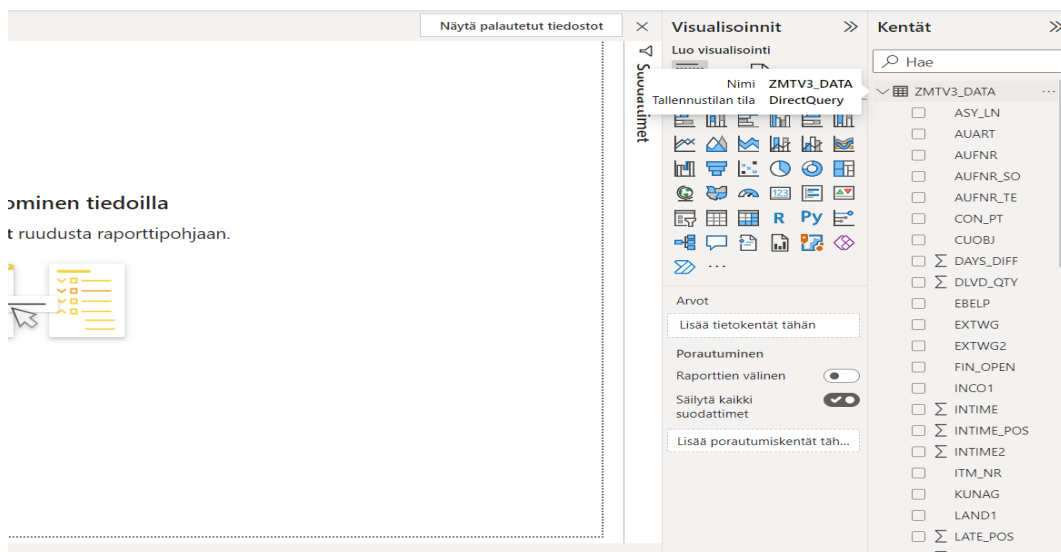 Näytä palautetut tiedostot
ominen tiedoilla
t ruudusta raporttipohjaan.
Suodattimet
Visualisoinnit
Luo visualisointi
Nimi ZMTV3_DATA
Tallennustilan tila DirectQuery
123
R Py
Arvot
Lisää tietokentät tähän
Porautuminen
Raporttien välinen
Säilytä kaikki
suodattimet
Lisää porautumiskentät täh...
Kentät
Hae
ZMTV3_DATA
ASY_LN
AUART
AUFNR
AUFNR_SO
AUFNR_TE
CON_PT
CUOBJ
DAYS_DIFF
DLVD_QTY
EBELP
EXTWG
EXTWG2
FIN_OPEN
INCO1
INTIME
INTIME_POS
INTIME2
ITM_NR
KUNAG
LAND1
LATE_POS